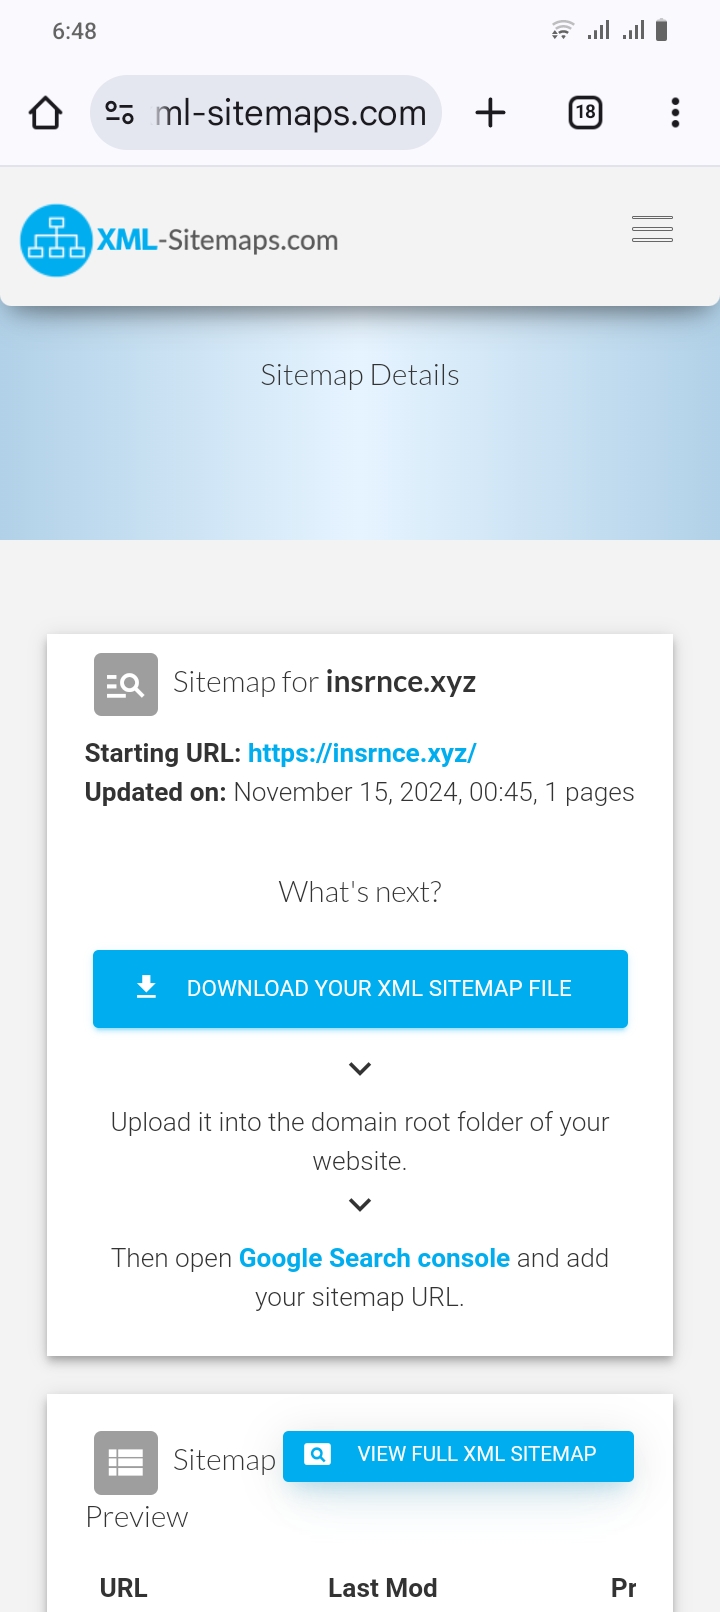 6:48
ml-sitemaps.com
18
XML-Sitemaps.com
Sitemap Details
Sitemap for insrnce.xyz
Starting URL: https://insrnce.xyz/
Updated on: November 15, 2024, 00:45, 1 pages
What's next?
DOWNLOAD YOUR XML SITEMAP FILE
Upload it into the domain root folder of your
website.
Then open Google Search console and add
your sitemap URL.
Sitemap VIEW FULL XML SITEMAP
Preview
URL Last Mod Pr